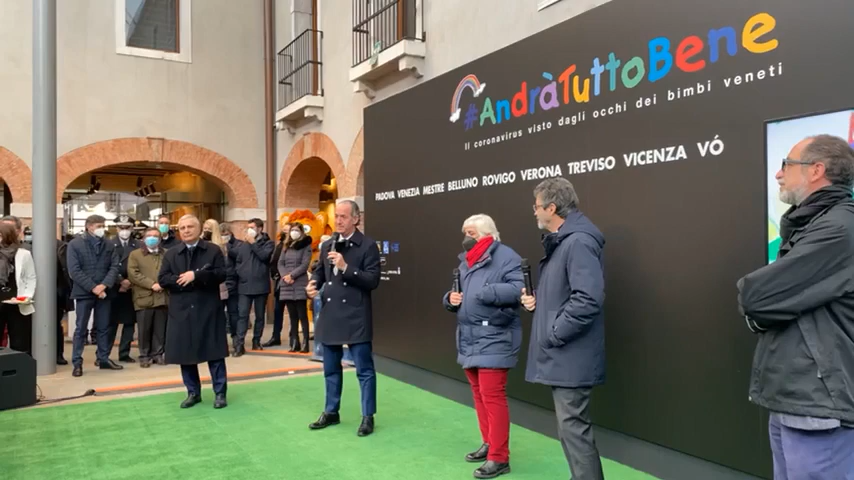 #AndràTuttoBene
Il coronavirus visto dagli occhi dei bimbi veneti
PADOVA VENEZIA MESTRE BELLUNO ROVIGO VERONA TREVISO VICENZA VÓ